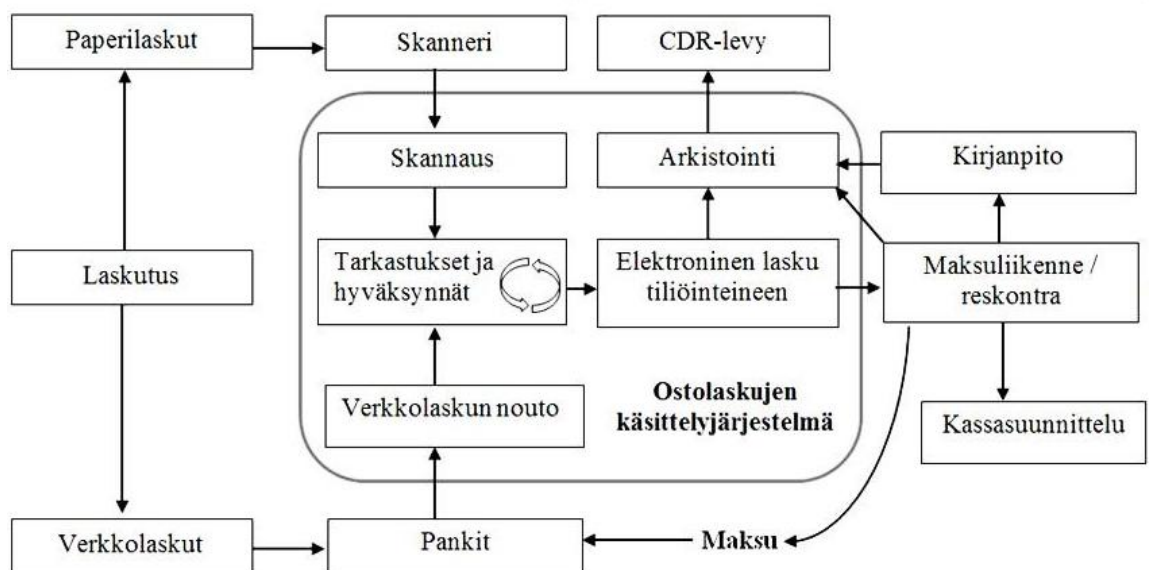 Paperilaskut
Skanneri
CDR-levy
Skannaus
Arkistointi
Kirjanpito
Laskutus
Tarkastukset ja
hyväksynnät
Elektroninen lasku
tiliöinteineen
Maksuliikenne /
reskontra
Verkkolaskun nouto
Ostolaskujen
käsittelyjärjestelmä
Kassasuunnittelu
Verkkolaskut
Pankit
Maksu